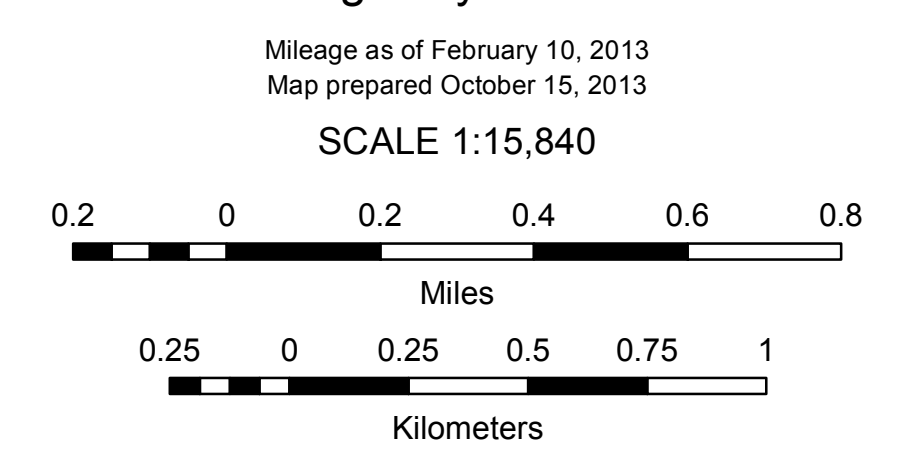 Mileage as of February 10, 2013
Map prepared October 15, 2013
SCALE 1:15,840
0.2 0 0.2 0.4 0.6 0.8
Miles
0.25 0 0.25 0.5 0.75 1
Kilometers